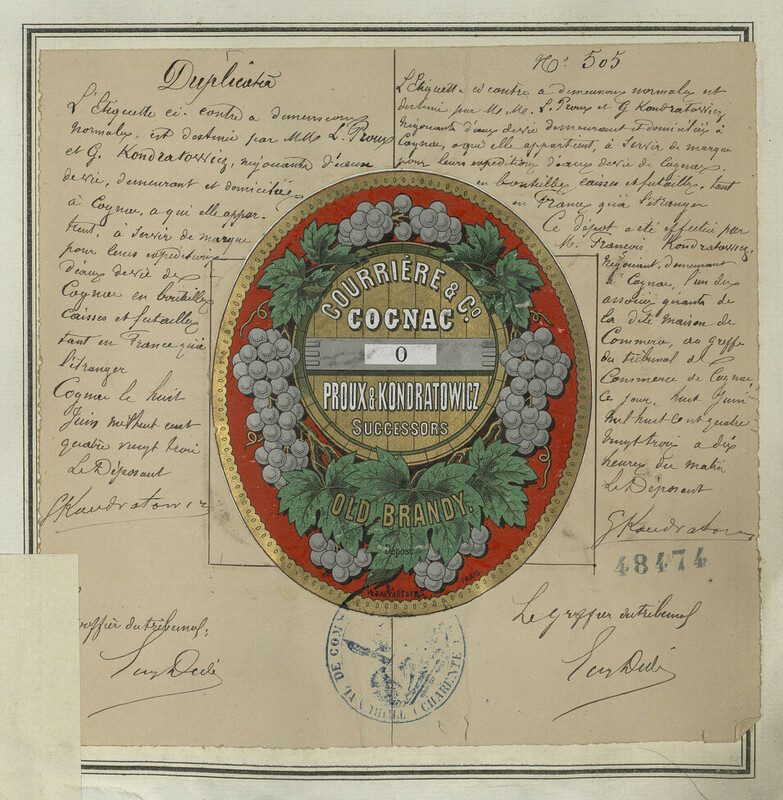 Duplicata
L'Etiquette ci-contre a dimensions
normales, est destinée par MM. L. Proux
et G. Kondratowicz, négociants d'eaux
de vie, demeurant et domiciliés
à Cognac, a qui elle appar-
tient, à servir de marque
pour leurs expéditions
d'eaux de vie de
Cognac en bouteilles
Caisses et futailles
tant en France qu'à
l'étranger
Cognac le huit
Juin mil huit cent
quatre vingt trois
Le Déposant
G Kondratowicz
Greffier du tribunal,
No. 505
L'Etiquette ci contre a dimensions normales est
destiné par M. M. L. Proux et G Kondratowicz,
négociants d'eaux de vie demeurant et domiciliés à
Cognac, a qui elle appartient, à servir de marque
pour leurs expéditions d'eaux de vie de Cognac.
en bouteilles caisses et futailles, tant
en France qu'à l'étranger
Ce dépôt a été effectué par
M. François Kondratowicz,
Négociant, demeurant
à Cognac, l'un des
associés gérants de
la dite Maison de
Commerce, au greffe
du tribunal de
Commerce de Cognac,
ce jour, huit Juin
mil huit cent quatre
vingt trois a dix
heures du matin
Le Déposant
G Kondratowicz
48474
Le Greffier du tribunal
COURRIÈRE & Co.
COGNAC
O
PROUX & KONDRATOWICZ
SUCCESSORS
OLD BRANDY.
Déposé
PARIS
CHARENTE